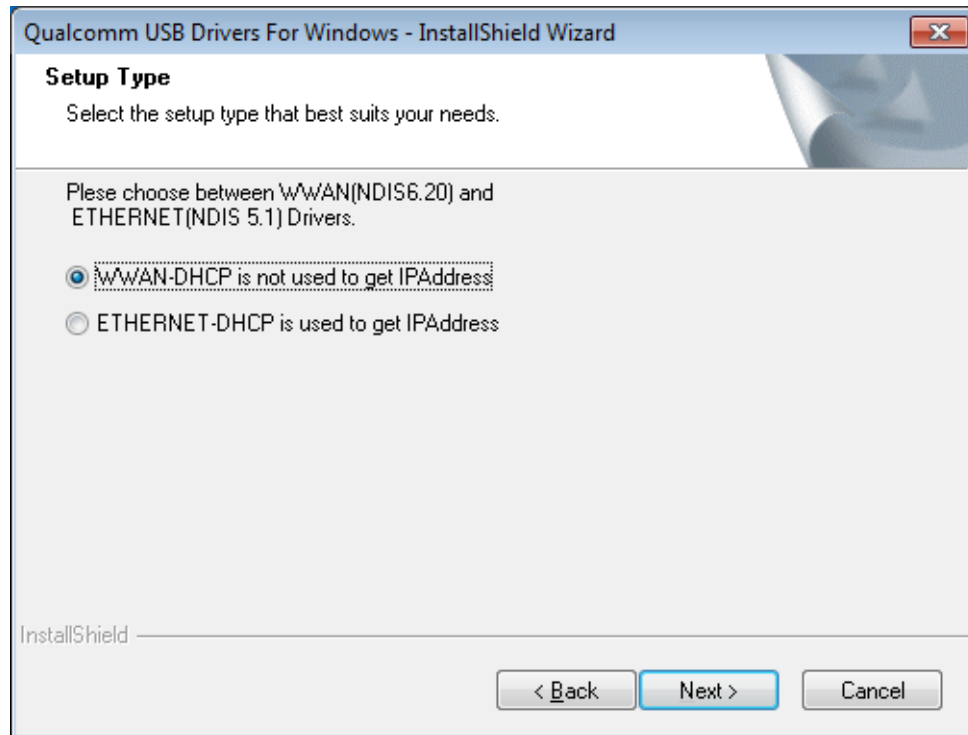 Qualcomm USB Drivers For Windows - InstallShield Wizard
Setup Type
Select the setup type that best suits your needs.
Plese choose between WWAN(NDIS6.20) and
ETHERNET(NDIS 5.1) Drivers.
WWAN-DHCP is not used to get IPAddress
ETHERNET-DHCP is used to get IPAddress
InstallShield
< Back
Next >
Cancel